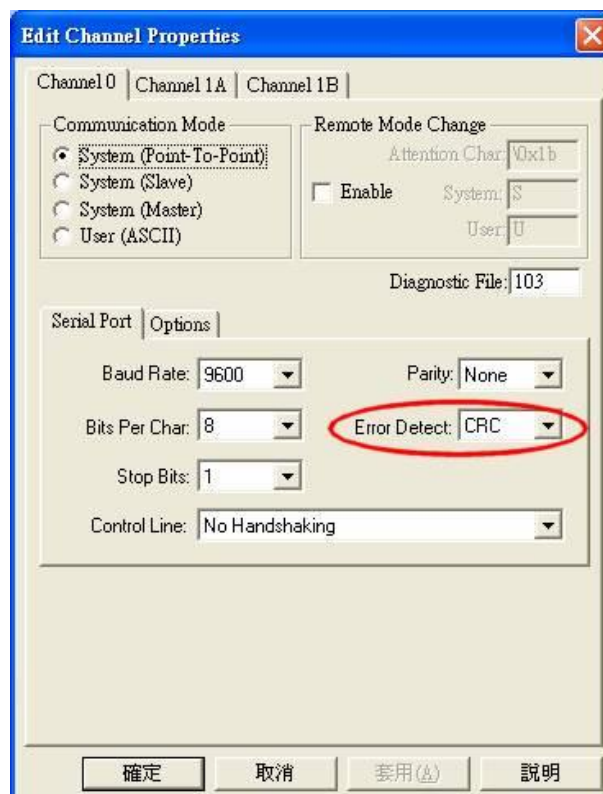 Edit Channel Properties
Channel 0 Channel 1A Channel 1B
Communication Mode
System (Point-To-Point)
System (Slave)
System (Master)
User (ASCII)
Remote Mode Change
Attention Char: \0x1b
Enable
System: S
User: U
Diagnostic File: 103
Serial Port Options
Baud Rate: 9600
Parity: None
Bits Per Char: 8
Error Detect: CRC
Stop Bits: 1
Control Line: No Handshaking
確定 取消 套用(A) 説明